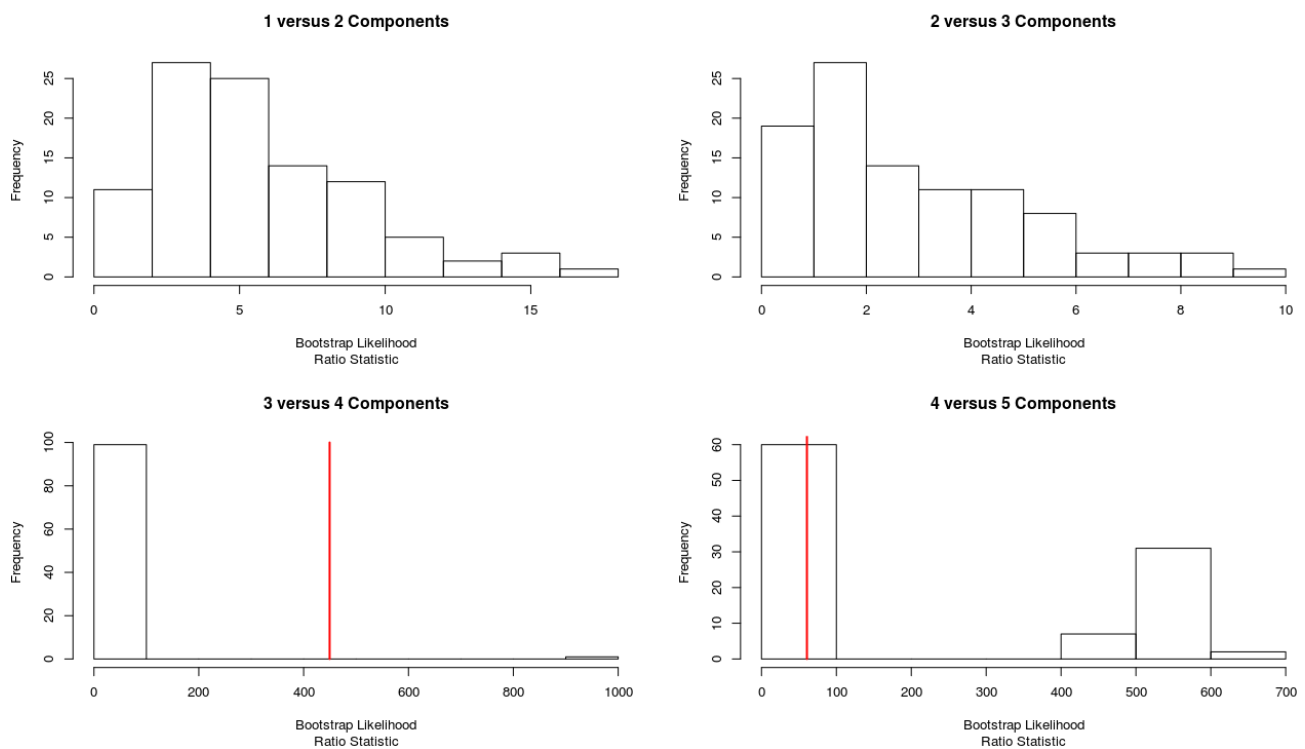 1 versus 2 Components
Frequency
25
20
15
10
5
0
0 5 10 15
Bootstrap Likelihood
Ratio Statistic
2 versus 3 Components
Frequency
25
20
15
10
5
0
0 2 4 6 8 10
Bootstrap Likelihood
Ratio Statistic
3 versus 4 Components
Frequency
100
80
60
40
20
0
0 200 400 600 800 1000
Bootstrap Likelihood
Ratio Statistic
4 versus 5 Components
Frequency
60
50
40
30
20
10
0
0 100 200 300 400 500 600 700
Bootstrap Likelihood
Ratio Statistic